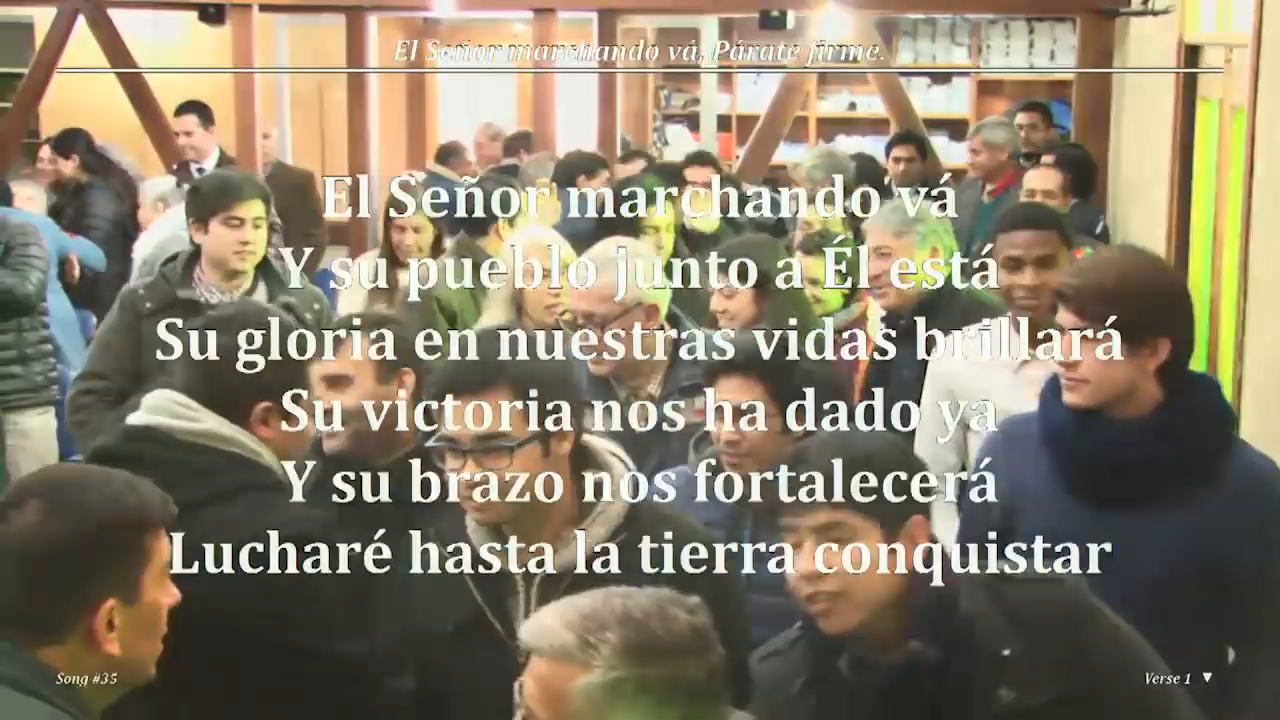 El Señor marchando vá, Párate firme.
El Señor marchando vá
Y su pueblo junto a Él está
Su gloria en nuestras vidas brillará
Su victoria nos ha dado ya
Y su brazo nos fortalecerá
Lucharé hasta la tierra conquistar
Song #35
Verse 1 ▼